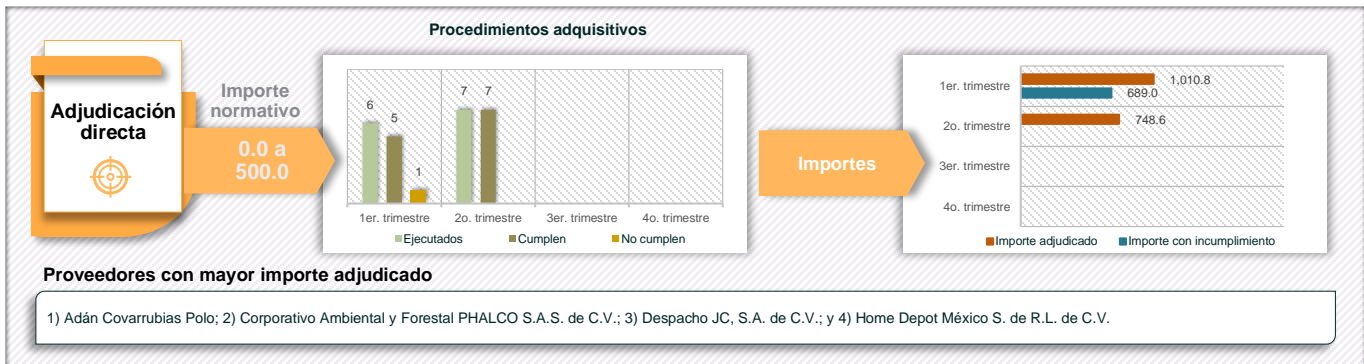 Procedimientos adquisitivos
Adjudicación
directa
Importe
normativo
0.0 a
500.0
6
5
1
7
7
1er. trimestre
2o. trimestre
3er. trimestre
4o. trimestre
Ejecutados
Cumplen
No cumplen
Importes
1er. trimestre
1,010.8
689.0
2o. trimestre
748.6
3er. trimestre
4o. trimestre
Importe adjudicado
Importe con incumplimiento
Proveedores con mayor importe adjudicado
1) Adán Covarrubias Polo; 2) Corporativo Ambiental y Forestal PHALCO S.A.S. de C.V.; 3) Despacho JC, S.A. de C.V.; y 4) Home Depot México S. de R.L. de C.V.